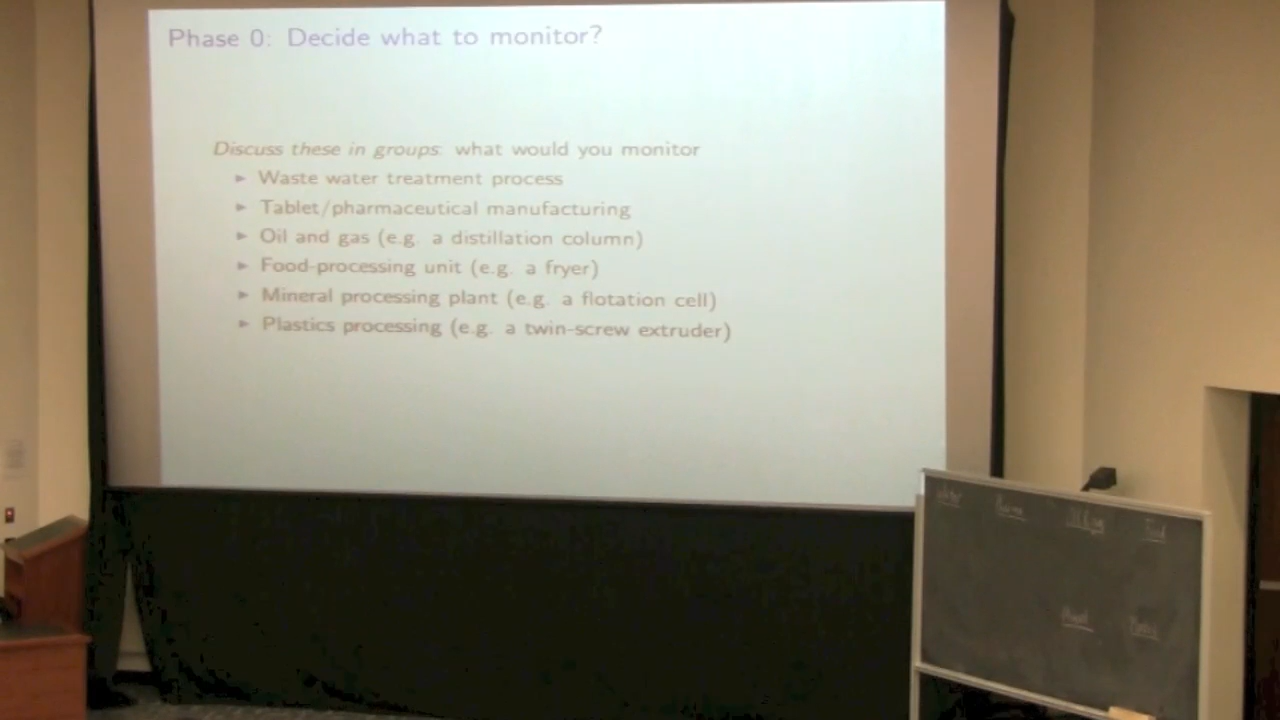 Phase 0: Decide what to monitor?
Discuss these in groups: what would you monitor
▸ Waste water treatment process
▸ Tablet/pharmaceutical manufacturing
▸ Oil and gas (e.g. a distillation column)
▸ Food-processing unit (e.g. a fryer)
▸ Mineral processing plant (e.g. a flotation cell)
▸ Plastics processing (e.g. a twin-screw extruder)
Food